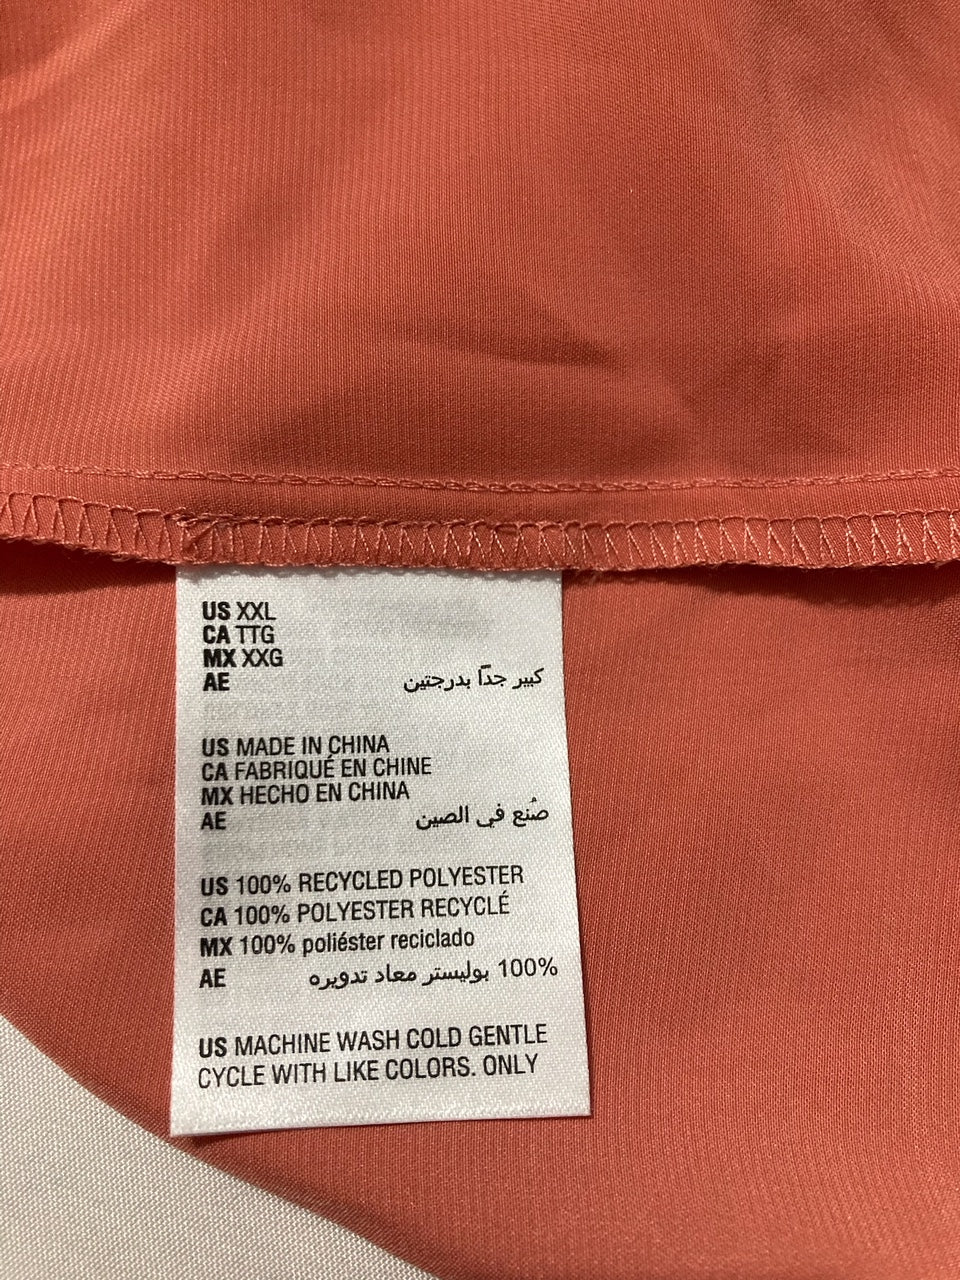 US XXL
CA TTG
MX XXG
AE كبير جدًا بدرجتين
US MADE IN CHINA
CA FABRIQUÉ EN CHINE
MX HECHO EN CHINA
AE صُنع في الصين
US 100% RECYCLED POLYESTER
CA 100% POLYESTER RECYCLÉ
MX 100% poliéster reciclado
AE 100% بوليستر معاد تدويره
US MACHINE WASH COLD GENTLE
CYCLE WITH LIKE COLORS. ONLY